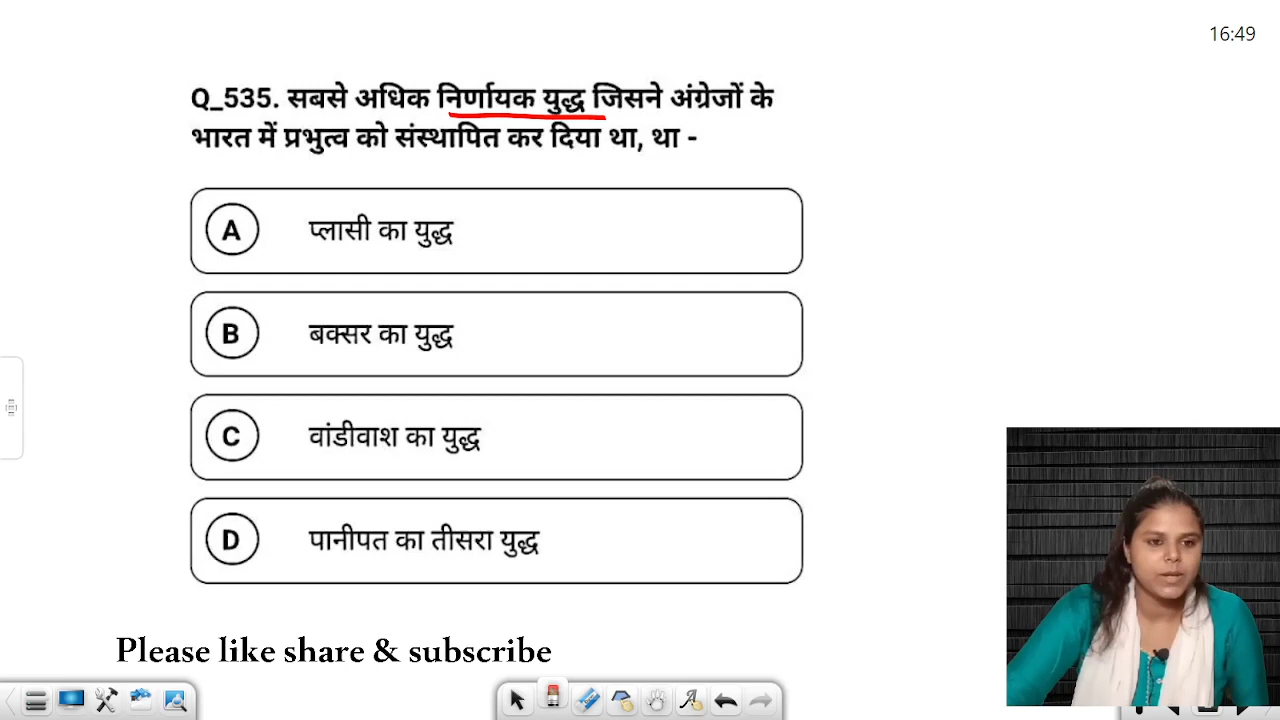 16:49
Q_535. सबसे अधिक निर्णायक युद्ध जिसने अंग्रेजों के
भारत में प्रभुत्व को संस्थापित कर दिया था, था -
A प्लासी का युद्ध
B बक्सर का युद्ध
C वांडीवाश का युद्ध
D पानीपत का तीसरा युद्ध
Please like share & subscribe